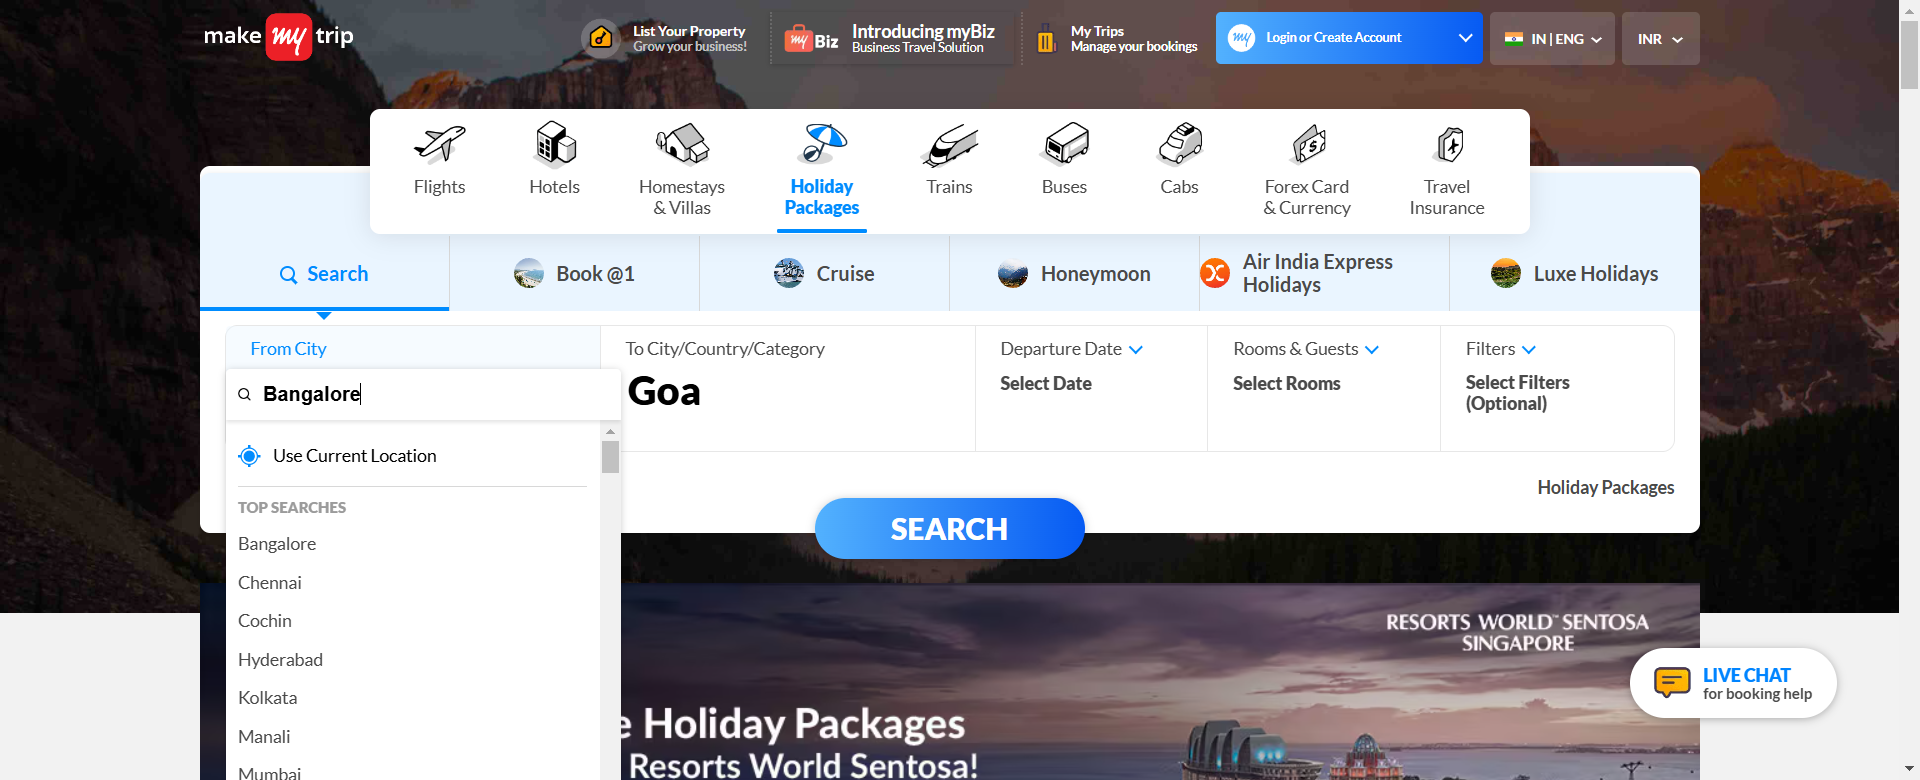 make my trip
List Your Property
Grow your business!
my Biz
Introducing myBiz
Business Travel Solution
My Trips
Manage your bookings
my
Login or Create Account
IN | ENG
INR
Flights
Hotels
Homestays
& Villas
Holiday
Packages
Trains
Buses
Cabs
Forex Card
& Currency
Travel
Insurance
Search
Book @1
Cruise
Honeymoon
Air India Express
Holidays
Luxe Holidays
From City
Bangalore
To City/Country/Category
Goa
Departure Date
Select Date
Rooms & Guests
Select Rooms
Filters
Select Filters
(Optional)
Use Current Location
TOP SEARCHES
Bangalore
Chennai
Cochin
Hyderabad
Kolkata
Manali
Mumbai
Holiday Packages
SEARCH
RESORTS WORLD™ SENTOSA
SINGAPORE
e Holiday Packages
Resorts World Sentosa!
LIVE CHAT
for booking help